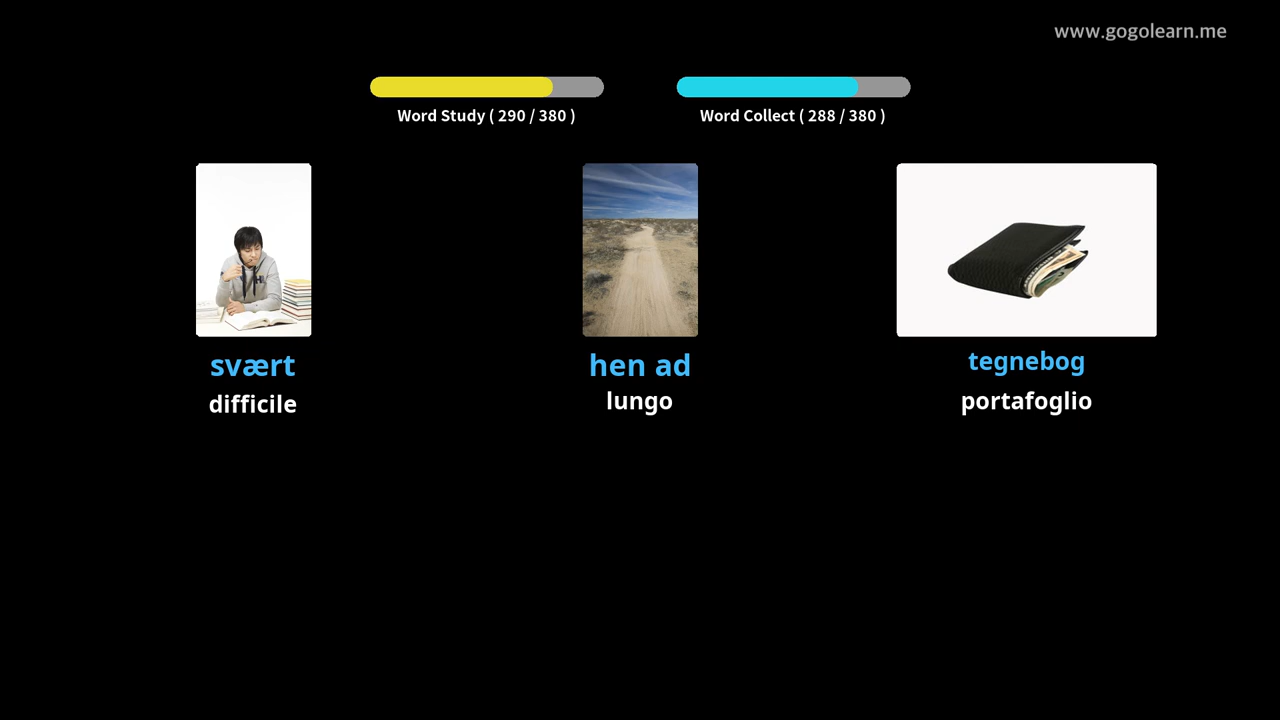 www.gogolearn.me
Word Study ( 290 / 380 )
Word Collect ( 288 / 380 )
svært
difficile
hen ad
lungo
tegnebog
portafoglio